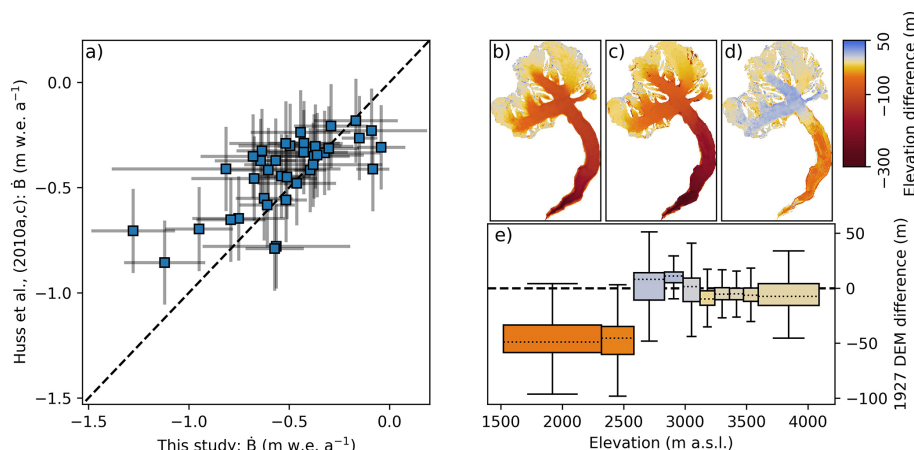 a)
0.0
−0.5
−1.0
−1.5
−1.5
−1.0
−0.5
0.0
Huss et al., (2010a,c): Ḃ (m w.e. a⁻¹)
This study: Ḃ (m w.e. a⁻¹)
b)
c)
d)
50
−100
−300
Elevation difference (m)
e)
50
0
−50
−100
1927 DEM difference (m)
1500
2000
2500
3000
3500
4000
Elevation (m a.s.l.)